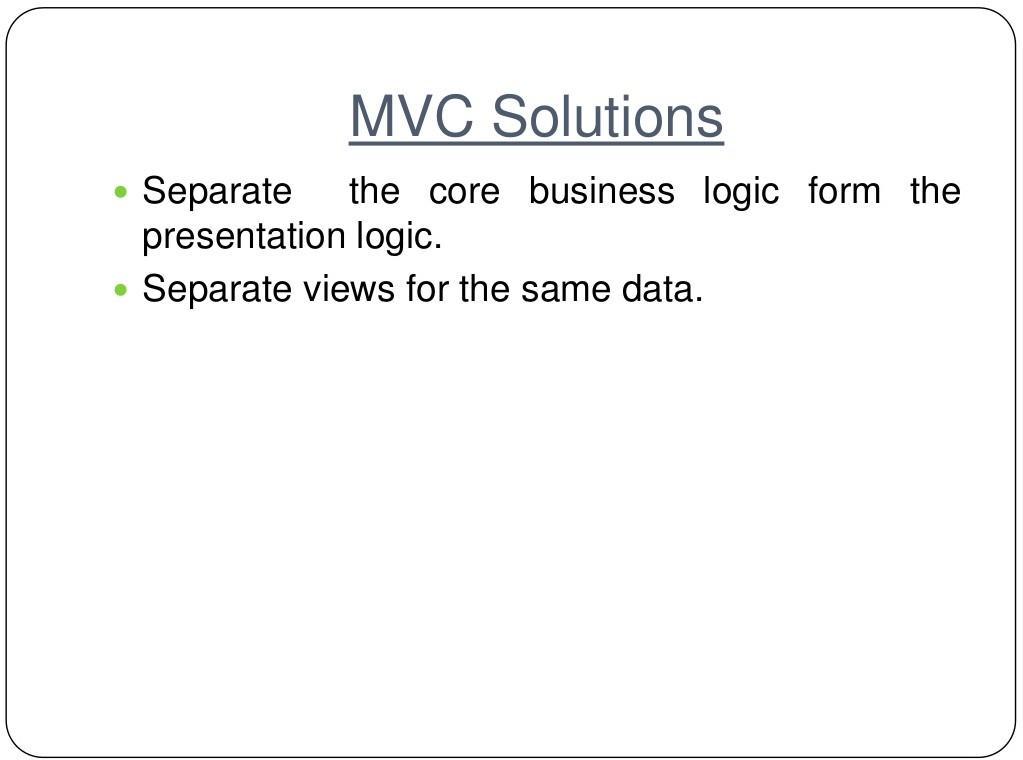 MVC Solutions
Separate the core business logic form the
presentation logic.
Separate views for the same data.